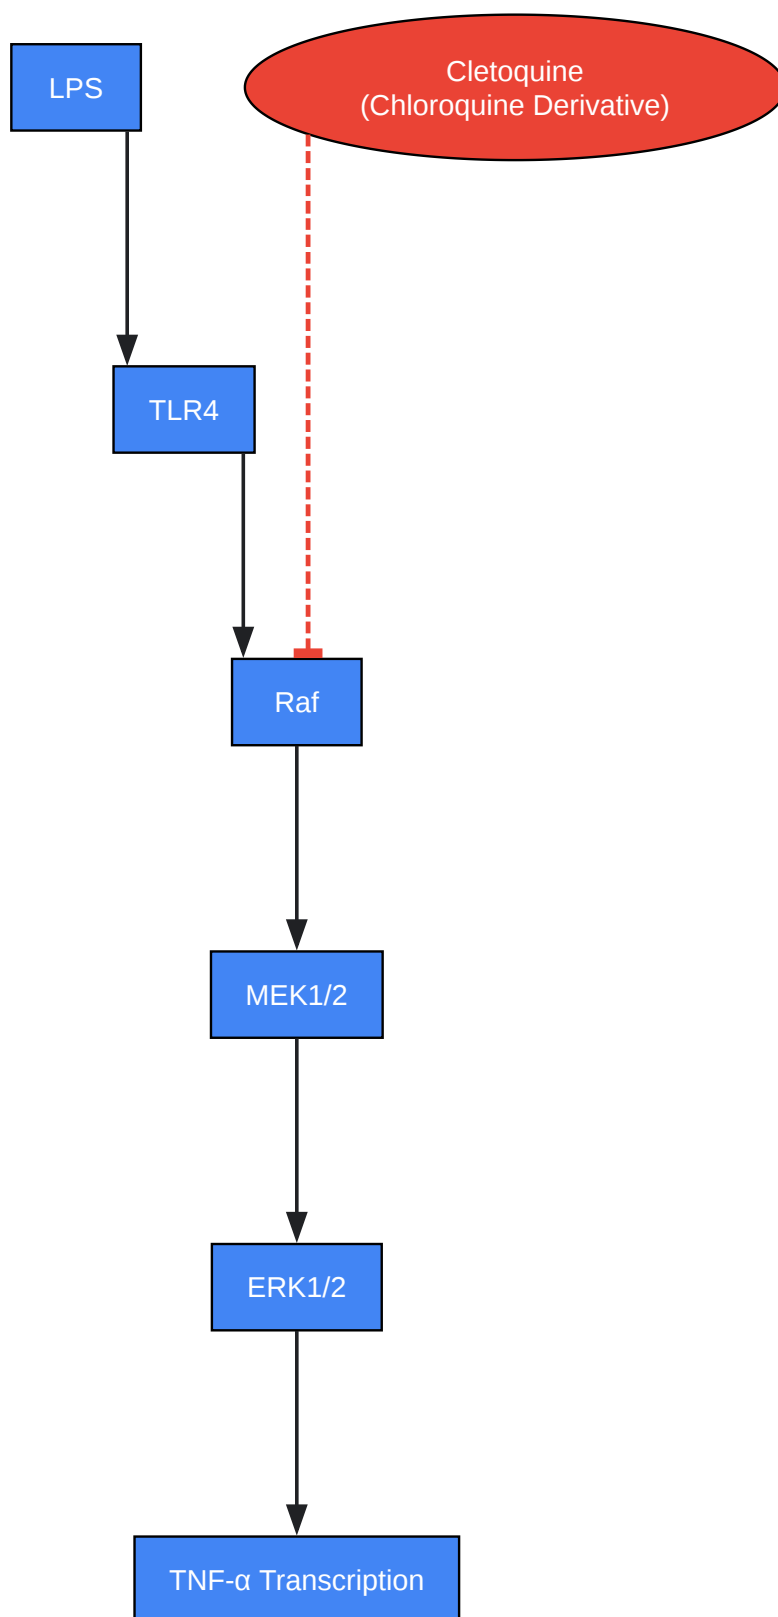 LPS
Cletoquine
(Chloroquine Derivative)
TLR4
Raf
MEK1/2
ERK1/2
TNF-α Transcription